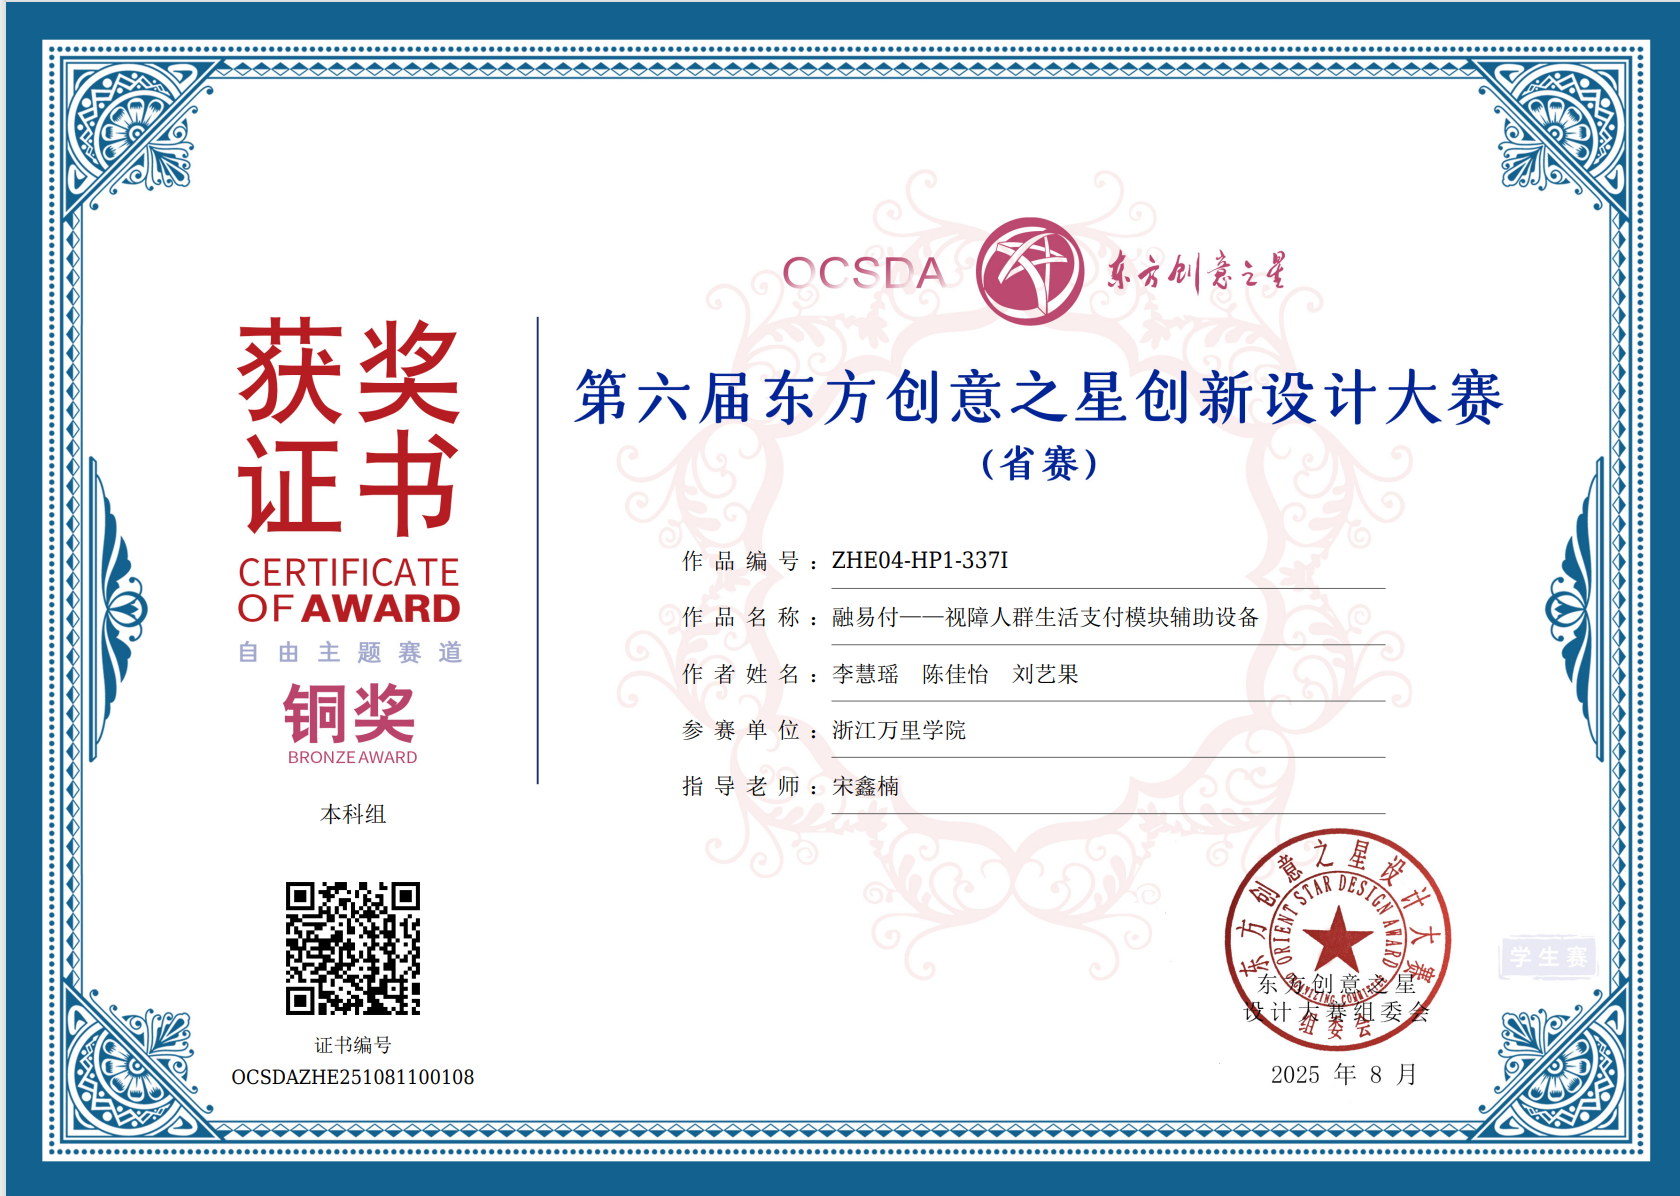 OCSDA 东方创意之星
获奖
证书
CERTIFICATE
OF AWARD
自由主题赛道
铜奖
BRONZE AWARD
本科组
证书编号
OCSDAZHE251081100108
第六届东方创意之星创新设计大赛
(省赛)
作品编号: ZHE04-HP1-337I
作品名称: 融易付——视障人群生活支付模块辅助设备
作者姓名: 李慧瑶 陈佳怡 刘艺果
参赛单位: 浙江万里学院
指导老师: 宋鑫楠
东方创意之星设计大赛
ORIENT STAR DESIGN AWARD
ORGANIZING COMMITTEE
组委会
东方创意之星
设计大赛组委会
2025 年 8 月
学生赛